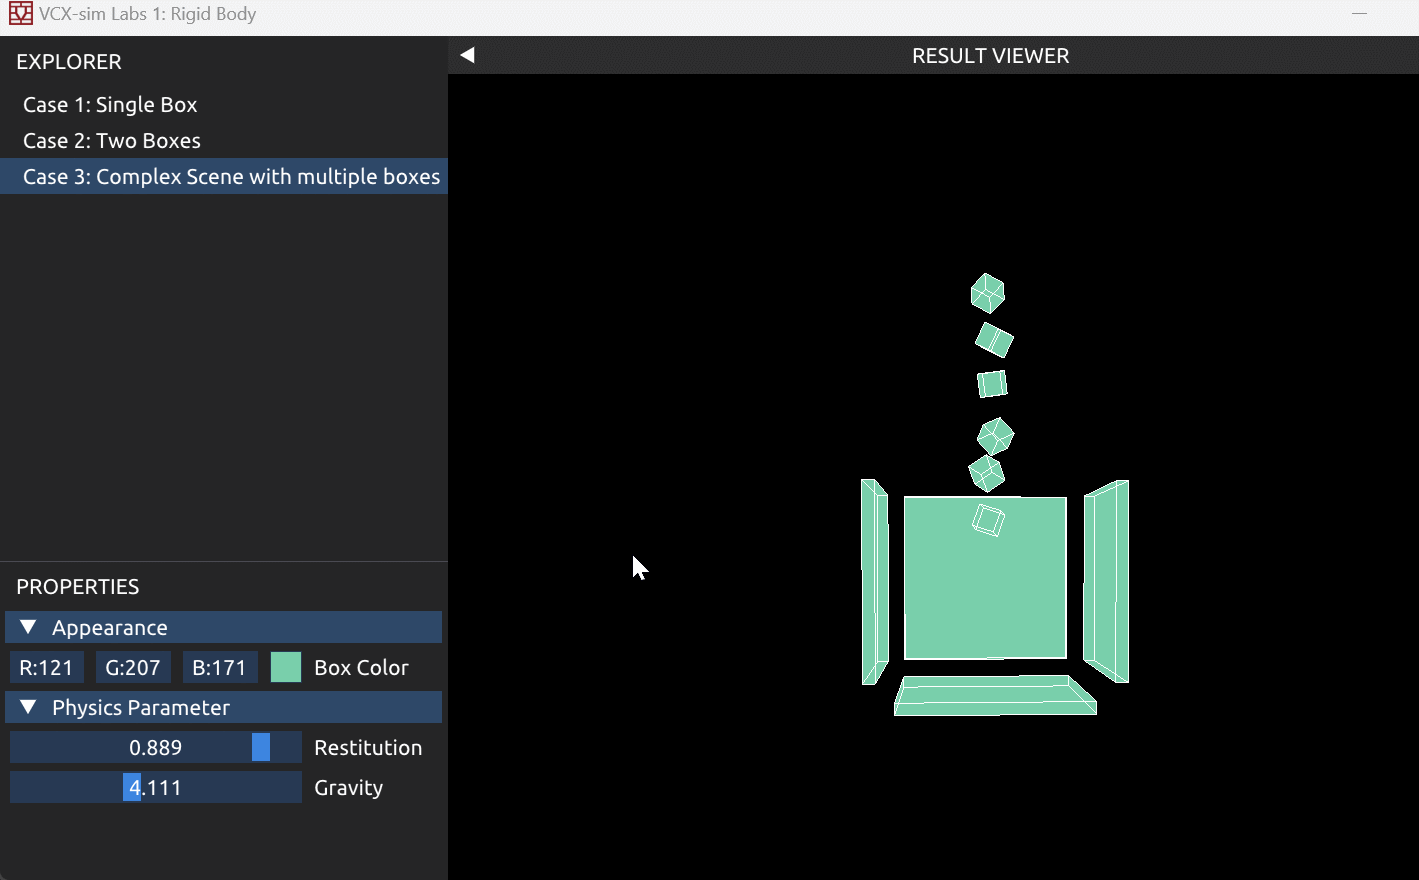 VCX-sim Labs 1: Rigid Body
EXPLORER
Case 1: Single Box
Case 2: Two Boxes
Case 3: Complex Scene with multiple boxes
RESULT VIEWER
PROPERTIES
Appearance
R:121 G:207 B:171 Box Color
Physics Parameter
0.889 Restitution
4.111 Gravity